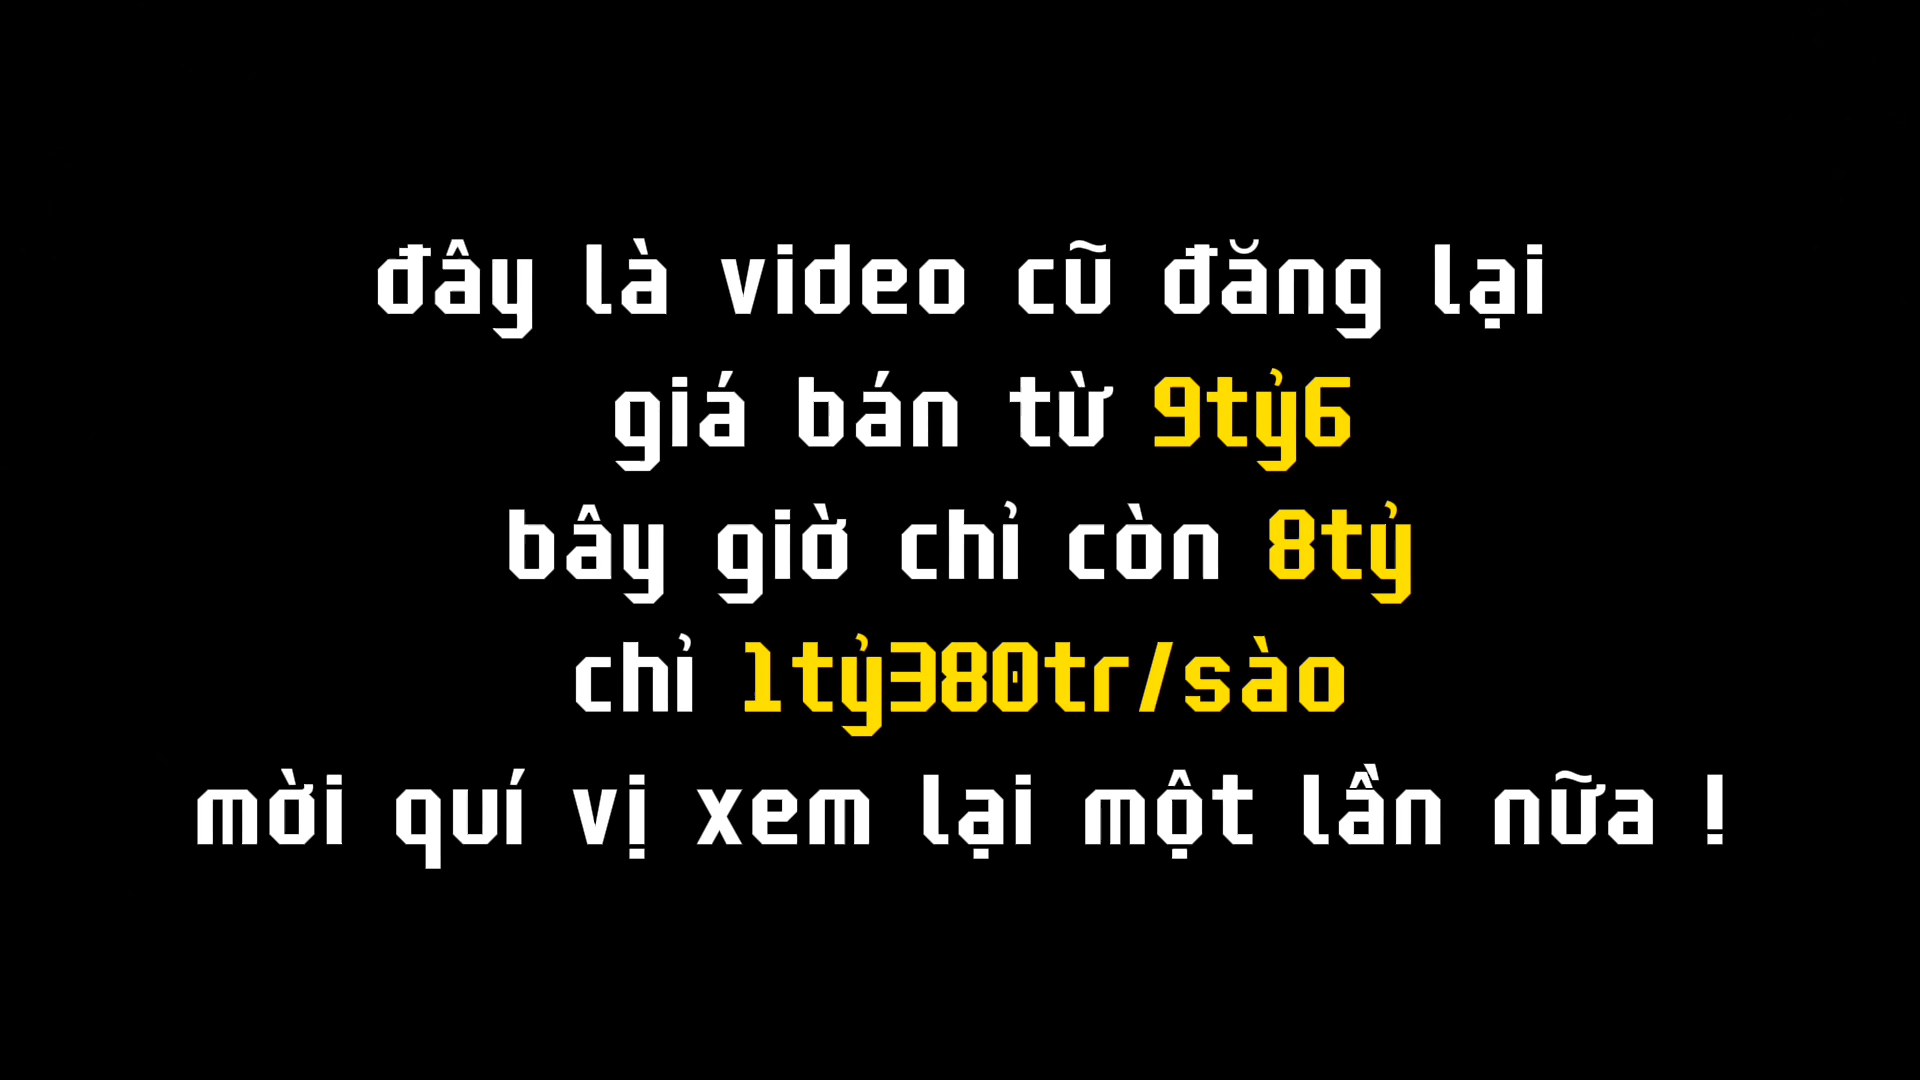 đây là video cũ đăng lại
giá bán từ 9tỷ6
bây giờ chỉ còn 8tỷ
chỉ 1tỷ380tr/sào
mời quí vị xem lại một lần nữa !